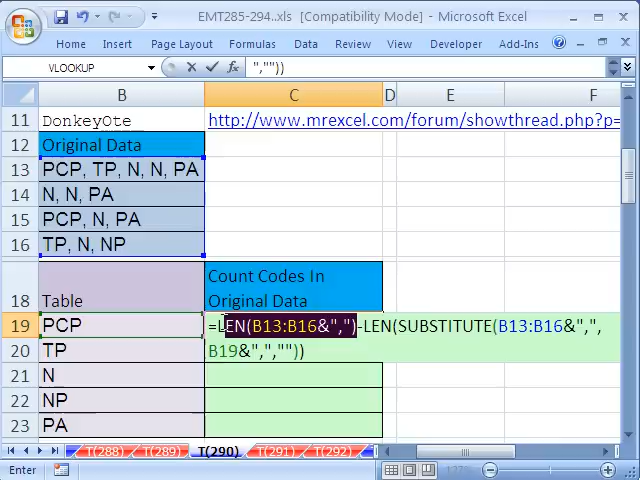 EMT285-294..xls [Compatibility Mode] - Microsoft Excel
Home Insert Page Layout Formulas Data Review View Developer Add-Ins
VLOOKUP fx ",""))
B C D E F
11 DonkeyOte http://www.mrexcel.com/forum/showthread.php?p=
12 Original Data
13 PCP, TP, N, N, PA
14 N, N, PA
15 PCP, N, PA
16 TP, N, NP
Count Codes In
18 Table Original Data
19 PCP =LEN(B13:B16&",")-LEN(SUBSTITUTE(B13:B16&",",
20 TP B19&",",""))
21 N
22 NP
23 PA
T(288) T(289) T(290) T(291) T(292)
Enter 127%